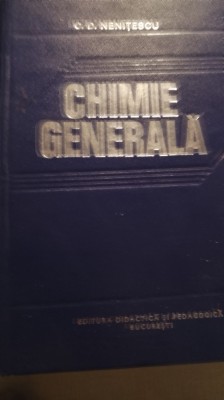 C. D. NENIȚESCU
CHIMIE
GENERALĂ
EDITURA DIDACTICĂ ȘI PEDAGOGICĂ
BUCUREȘTI